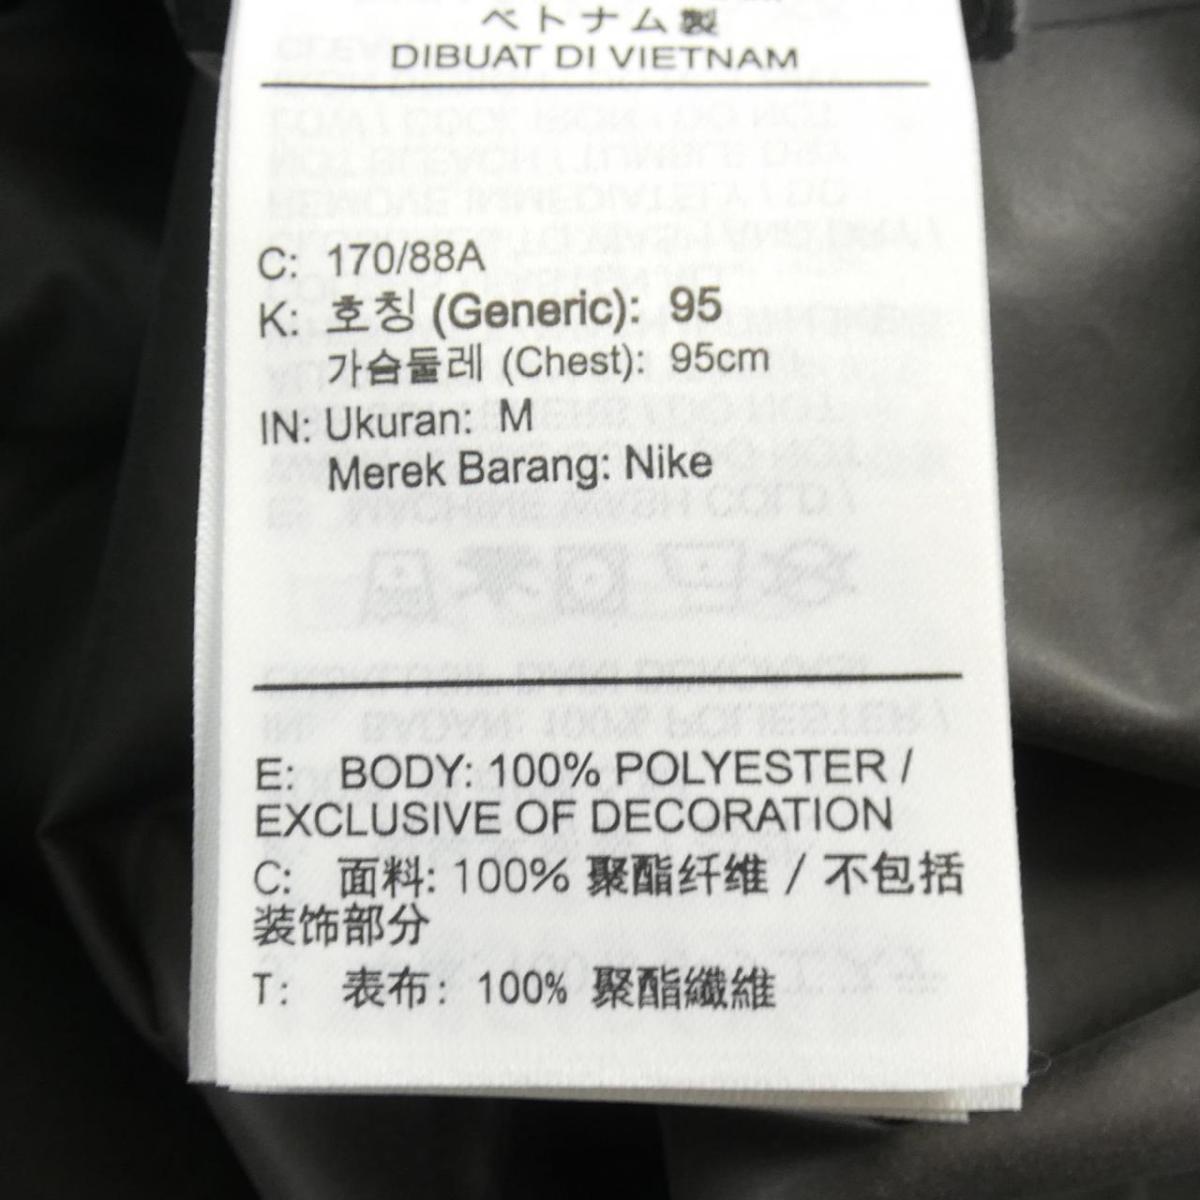 ベトナム製
DIBUAT DI VIETNAM
C: 170/88A
K: 호칭 (Generic): 95
가슴둘레 (Chest): 95cm
IN: Ukuran: M
Merek Barang: Nike
E: BODY: 100% POLYESTER /
EXCLUSIVE OF DECORATION
C: 面料: 100% 聚酯纤维 / 不包括
装饰部分
T: 表布: 100% 聚酯纖維